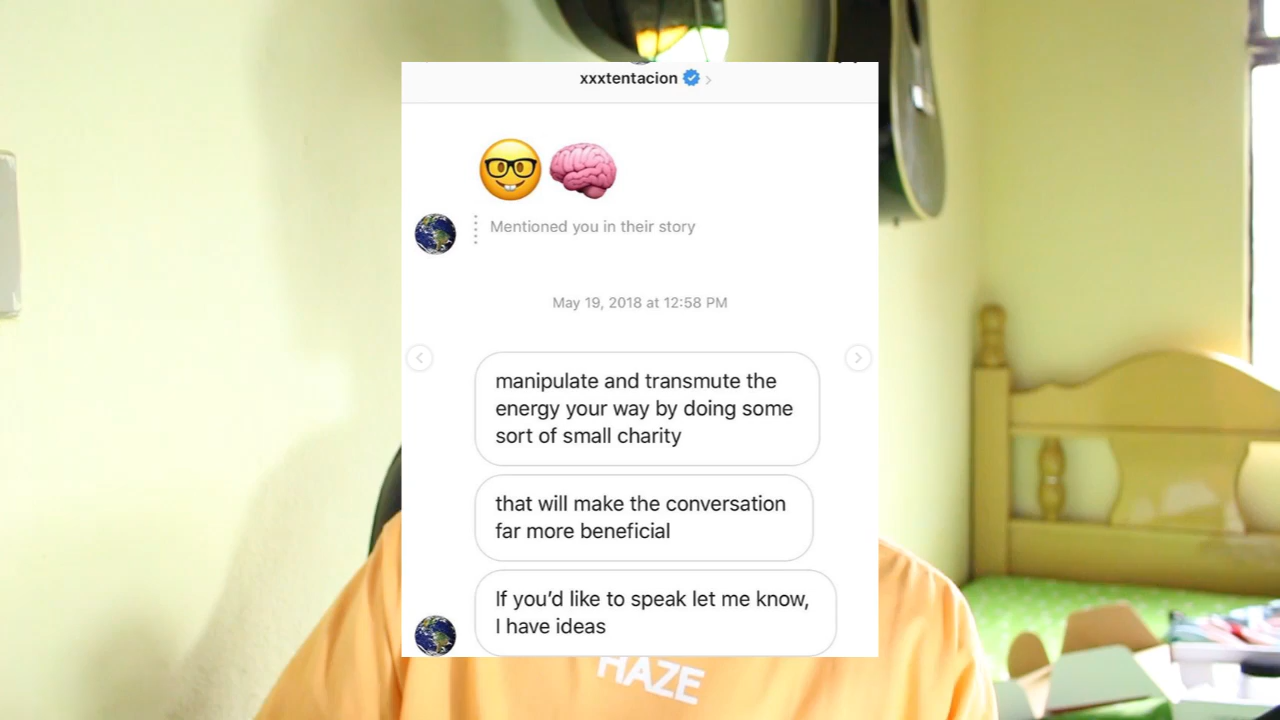 xxxtentacion
Mentioned you in their story
May 19, 2018 at 12:58 PM
manipulate and transmute the
energy your way by doing some
sort of small charity
that will make the conversation
far more beneficial
If you’d like to speak let me know,
I have ideas
HAZE